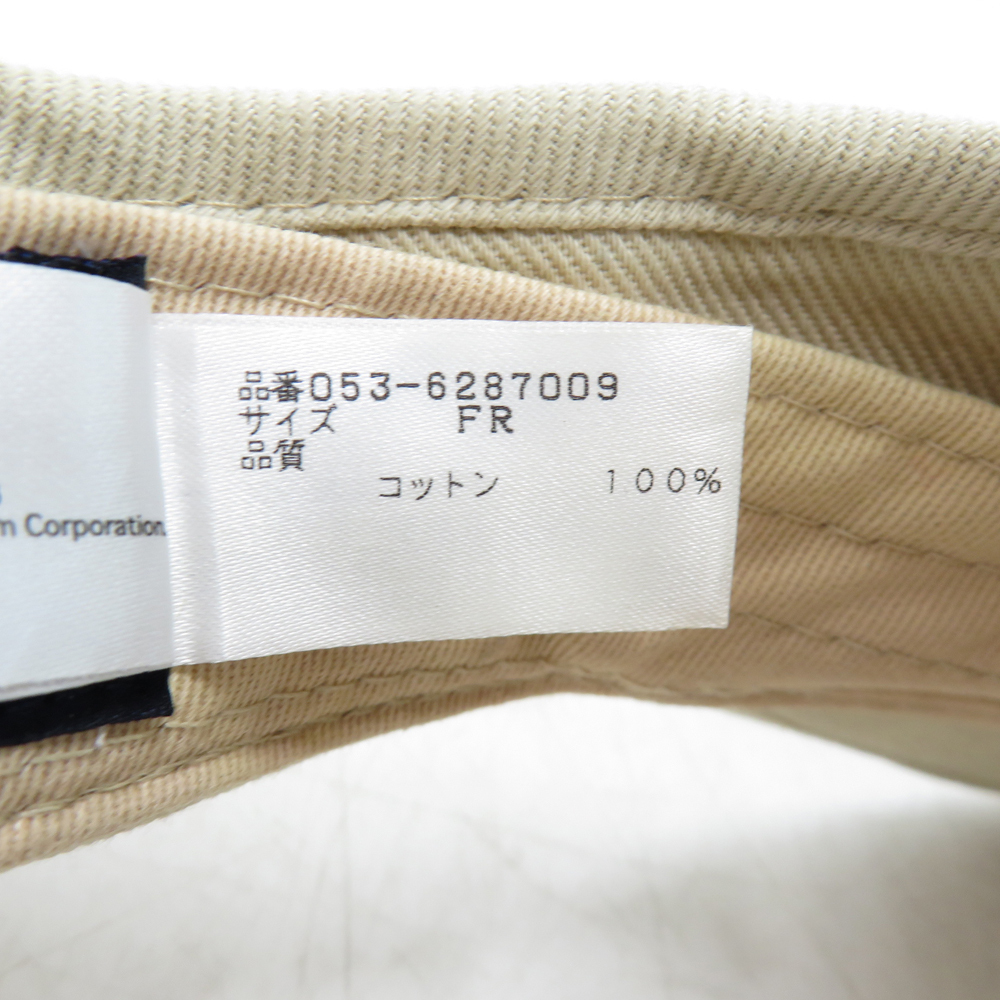 品番053-6287009
サイズ FR
品質
コットン 100%
Corporation.